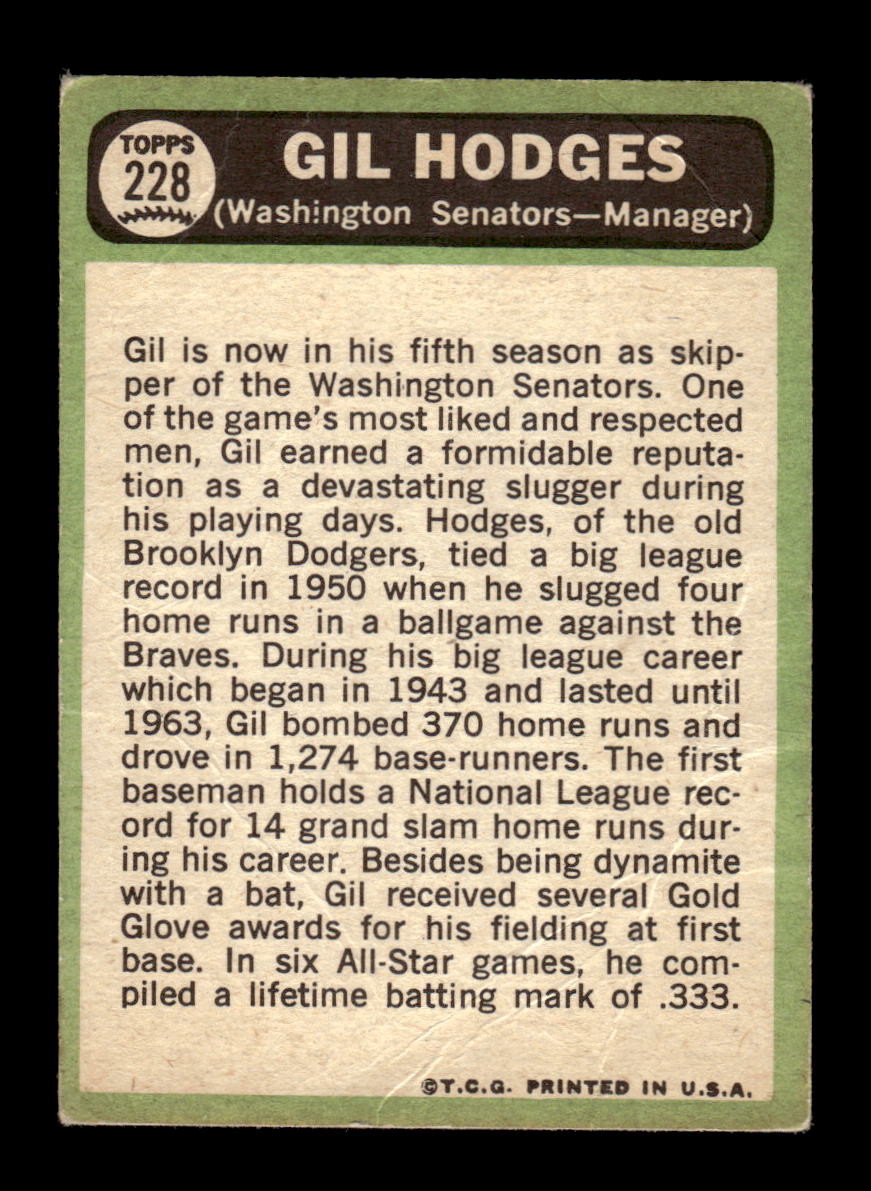 TOPPS
228
GIL HODGES
(Washington Senators—Manager)
Gil is now in his fifth season as skip-
per of the Washington Senators. One
of the game's most liked and respected
men, Gil earned a formidable reputa-
tion as a devastating slugger during
his playing days. Hodges, of the old
Brooklyn Dodgers, tied a big league
record in 1950 when he slugged four
home runs in a ballgame against the
Braves. During his big league career
which began in 1943 and lasted until
1963, Gil bombed 370 home runs and
drove in 1,274 base-runners. The first
baseman holds a National League rec-
ord for 14 grand slam home runs dur-
ing his career. Besides being dynamite
with a bat, Gil received several Gold
Glove awards for his fielding at first
base. In six All-Star games, he com-
piled a lifetime batting mark of .333.
©T.C.G. PRINTED IN U.S.A.